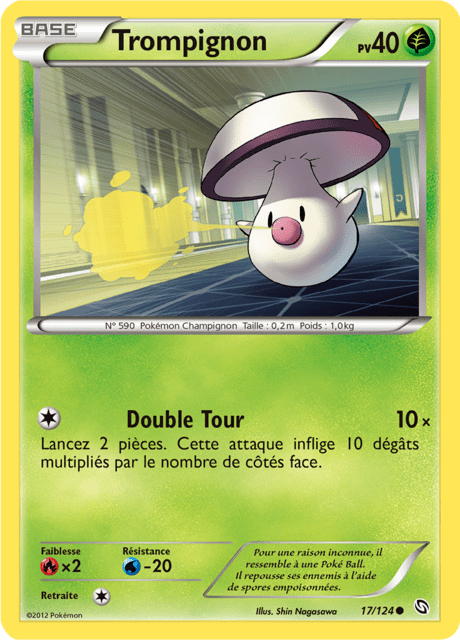 BASE
Trompignon
PV40
N° 590 Pokémon Champignon Taille : 0,2m Poids : 1,0kg
Double Tour 10×
Lancez 2 pièces. Cette attaque inflige 10 dégâts
multipliés par le nombre de côtés face.
Faiblesse
×2
Résistance
-20
Retraite
Pour une raison inconnue, il
ressemble à une Poké Ball.
Il repousse ses ennemis à l'aide
de spores empoisonnées.
©2012 Pokémon
Illus. Shin Nagasawa
17/124